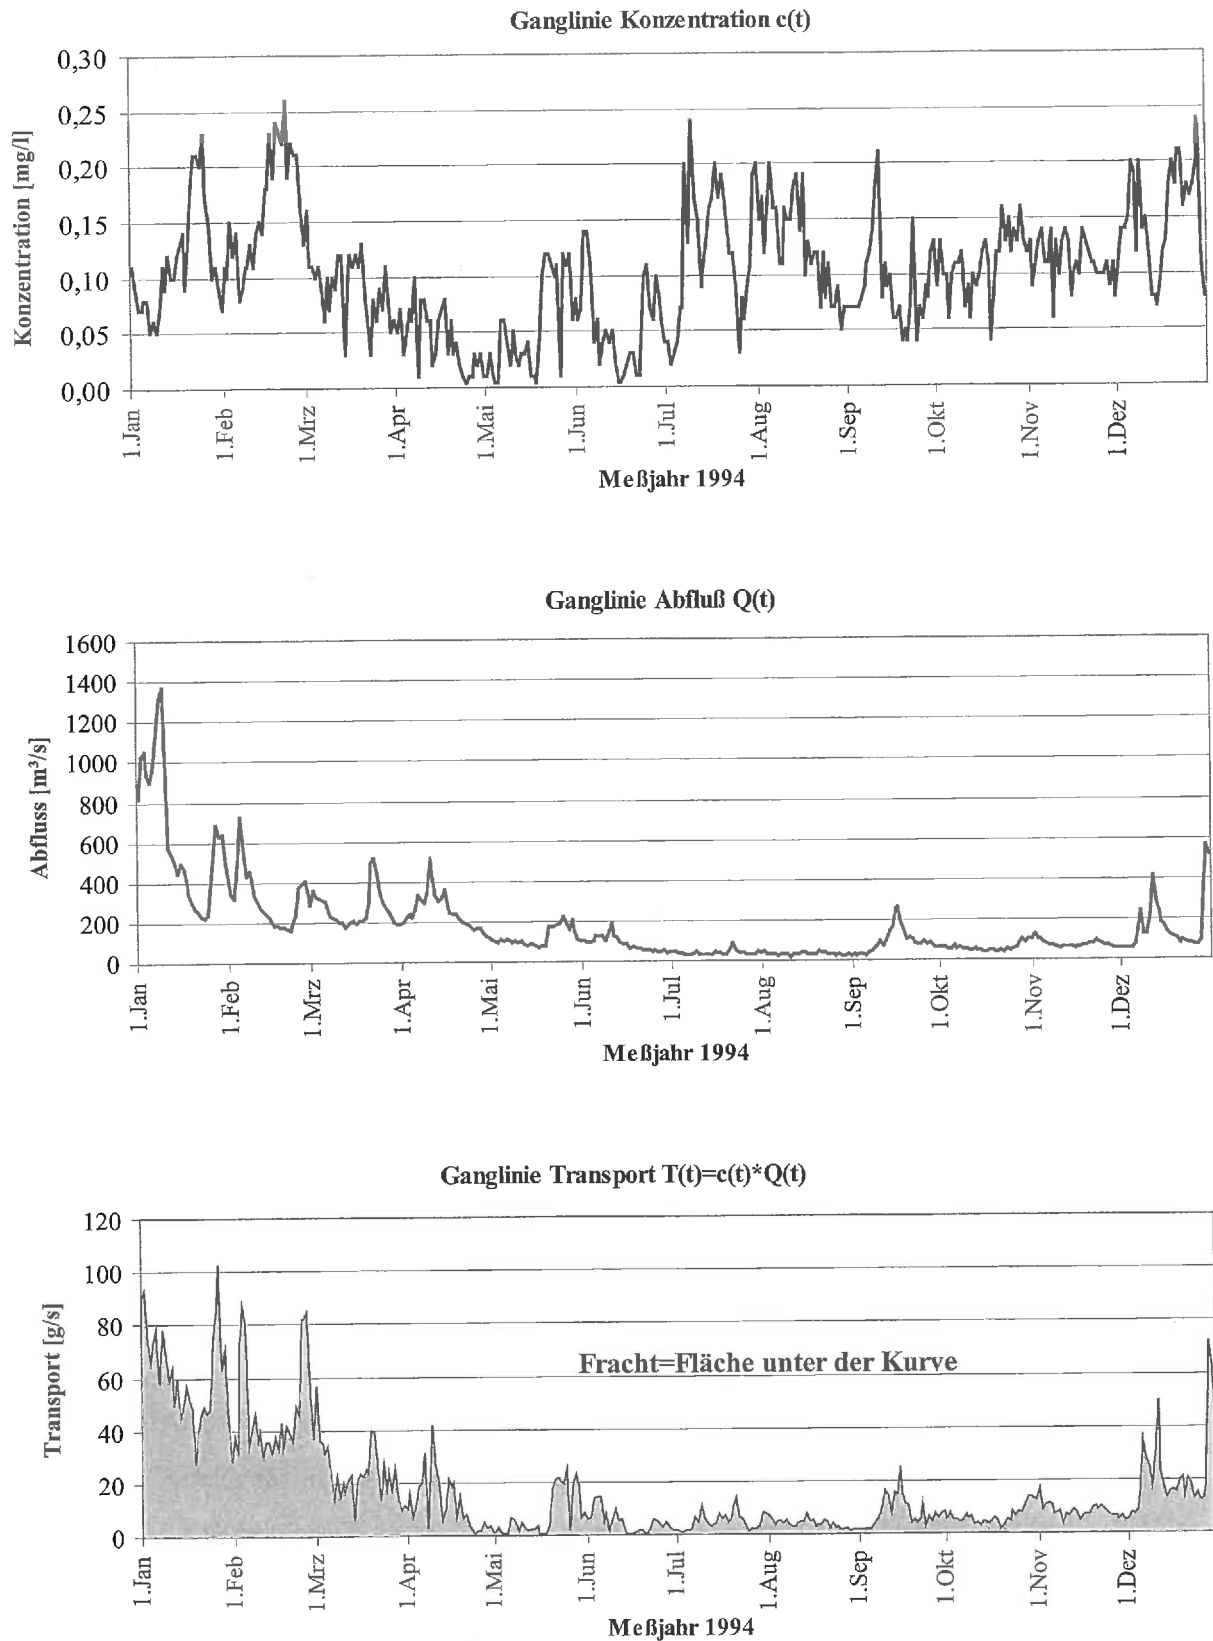 Ganglinie Konzentration c(t)
0,30
0,25
0,20
0,15
0,10
0,05
0,00
Konzentration [mg/l]
1.Jan
1.Feb
1.Mrz
1.Apr
1.Mai
1.Jun
1.Jul
1.Aug
1.Sep
1.Okt
1.Nov
1.Dez
Meßjahr 1994
Ganglinie Abfluß Q(t)
1600
1400
1200
1000
800
600
400
200
0
Abfluss [m³/s]
1.Jan
1.Feb
1.Mrz
1.Apr
1.Mai
1.Jun
1.Jul
1.Aug
1.Sep
1.Okt
1.Nov
1.Dez
Meßjahr 1994
Ganglinie Transport T(t)=c(t)*Q(t)
120
100
80
60
40
20
0
Transport [g/s]
Fracht=Fläche unter der Kurve
1.Jan
1.Feb
1.Mrz
1.Apr
1.Mai
1.Jun
1.Jul
1.Aug
1.Sep
1.Okt
1.Nov
1.Dez
Meßjahr 1994